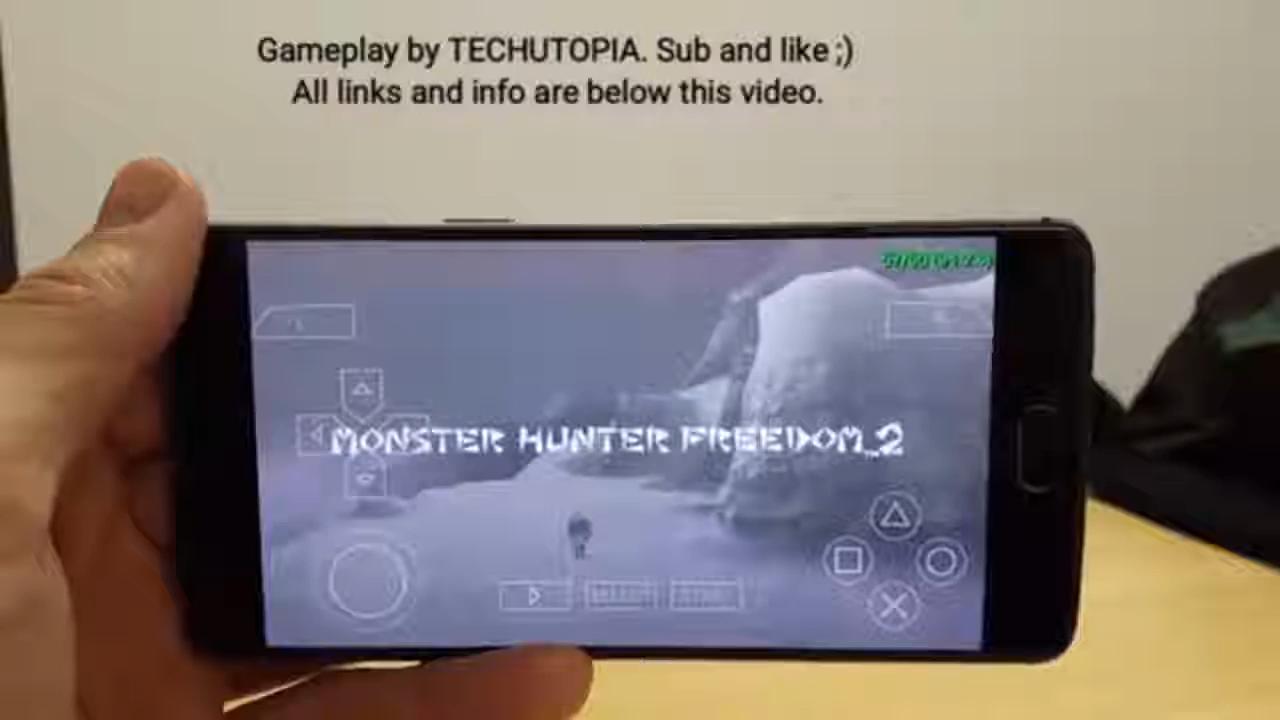 Gameplay by TECHUTOPIA. Sub and like ;)
All links and info are below this video.
MONSTER HUNTER FREEDOM 2